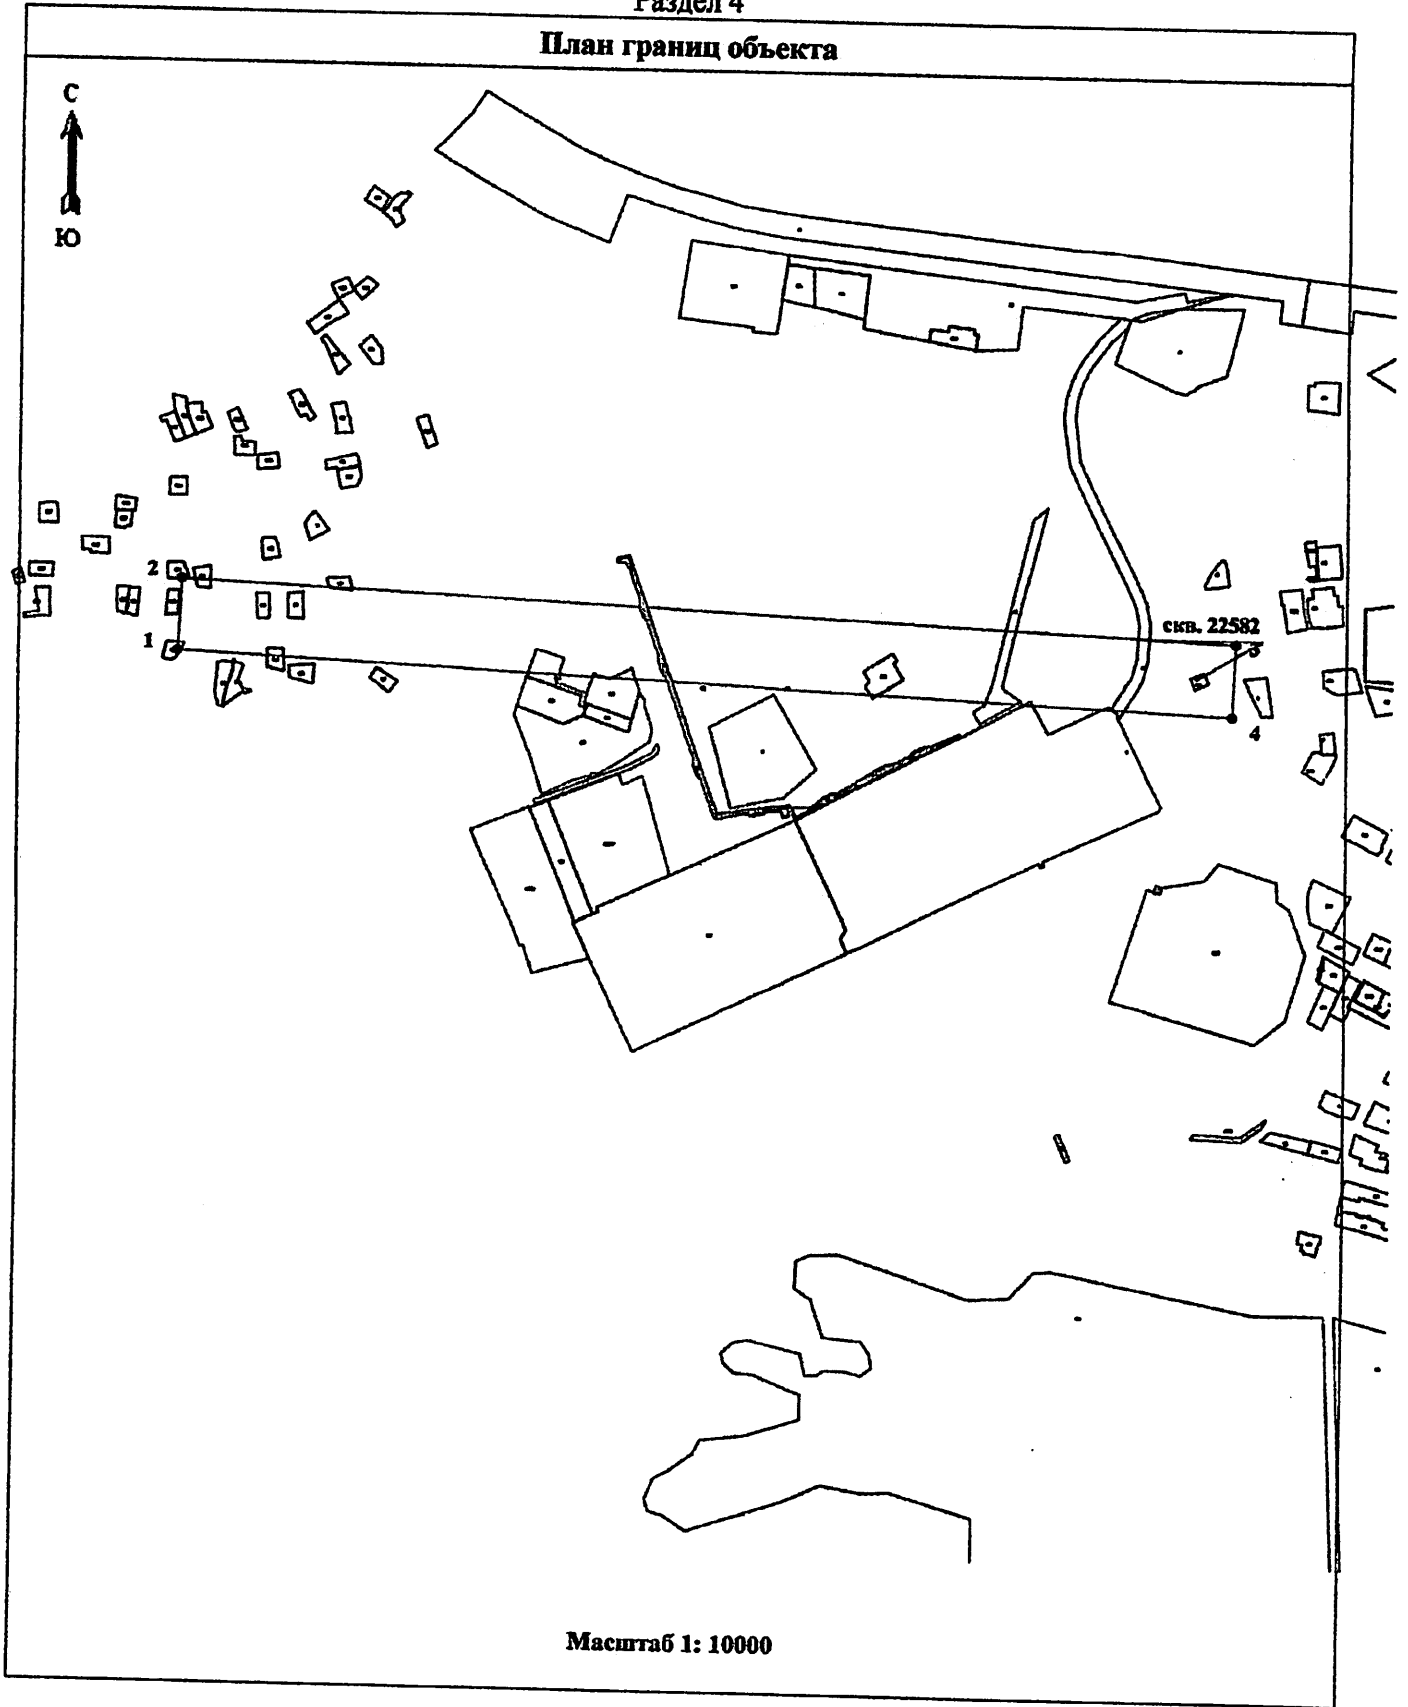 Раздел 4
План границ объекта
С
Ю
2
1
скв. 22582
3
4
Масштаб 1: 10000